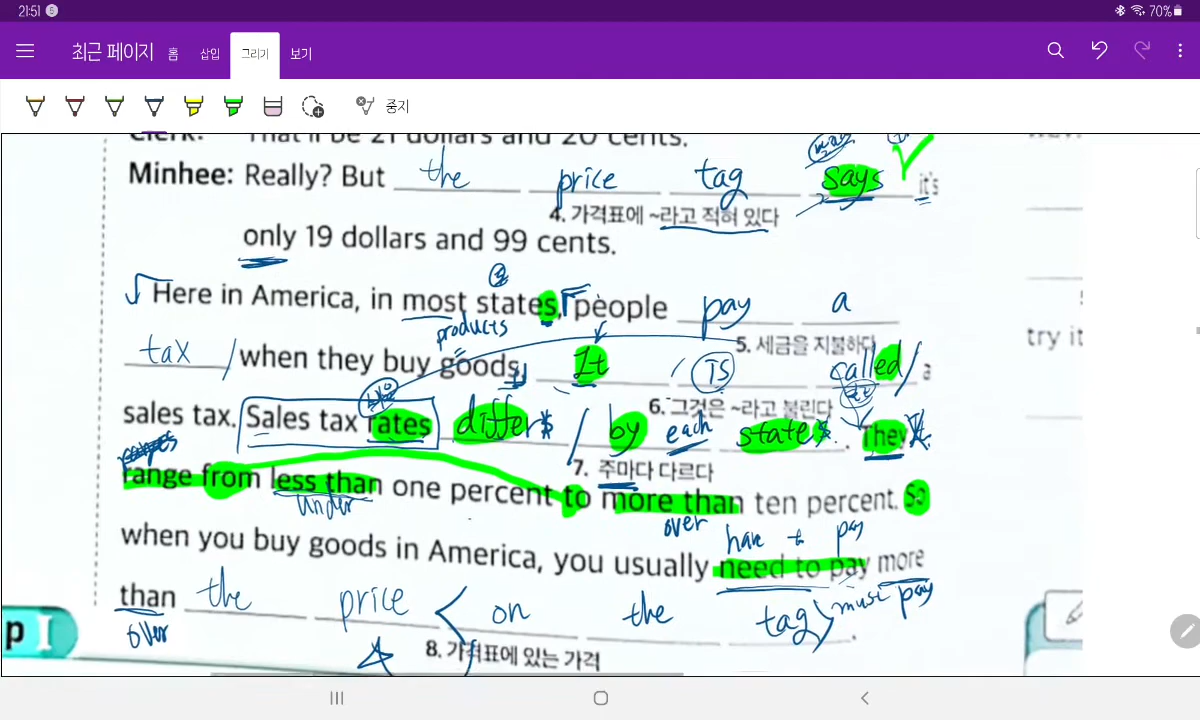 21:51 S 70%
최근 페이지 홈 삽입 그리기 보기
중지
Clerk: That'll be 21 dollars and 20 cents.
Minhee: Really? But the price tag says it's
4. 가격표에 ~라고 적혀 있다
only 19 dollars and 99 cents.
Here in America, in most states, people pay a
products
5. 세금을 지불하다
tax / when they buy goods, It is called / a
6. 그것은 ~라고 불린다
sales tax. Sales tax rates differ / by each state. They
7. 주마다 다르다
range from less than one percent to more than ten percent. So
under
over
have to pay
when you buy goods in America, you usually need to pay more
than the price on the tag.
must pay
over
8. 가격표에 있는 가격
try it
p